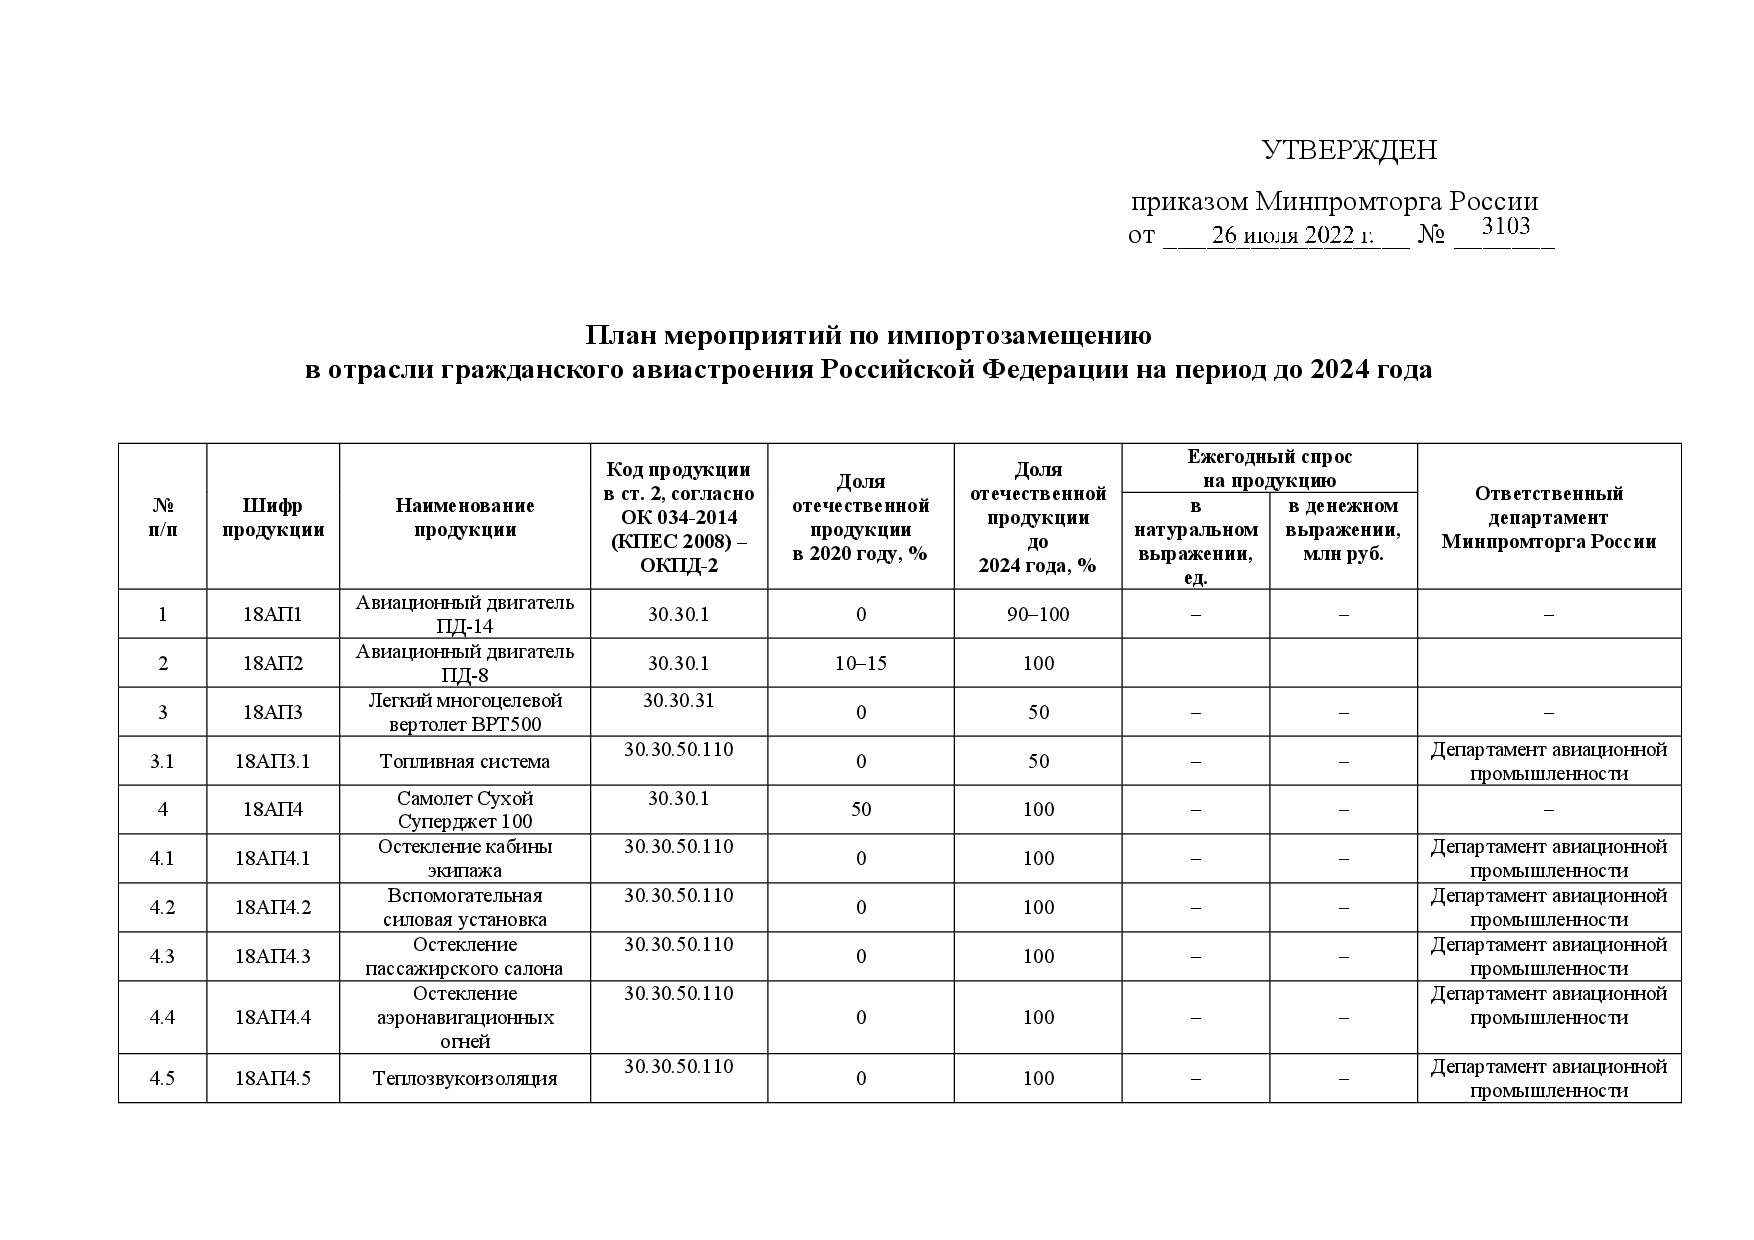 УТВЕРЖДЕН
приказом Минпромторга России
от 26 июля 2022 г. № 3103
План мероприятий по импортозамещению
в отрасли гражданского авиастроения Российской Федерации на период до 2024 года
№ п/п
Шифр продукции
Наименование продукции
Код продукции в ст. 2, согласно ОК 034-2014 (КПЕС 2008) – ОКПД-2
Доля отечественной продукции в 2020 году, %
Доля отечественной продукции до 2024 года, %
Ежегодный спрос на продукцию
в натуральном выражении, ед.
в денежном выражении, млн руб.
Ответственный департамент Минпромторга России
1 18АП1 Авиационный двигатель ПД-14 30.30.1 0 90–100 – – –
2 18АП2 Авиационный двигатель ПД-8 30.30.1 10–15 100
3 18АП3 Легкий многоцелевой вертолет ВРТ500 30.30.31 0 50 – – –
3.1 18АП3.1 Топливная система 30.30.50.110 0 50 – – Департамент авиационной промышленности
4 18АП4 Самолет Сухой Суперджет 100 30.30.1 50 100 – – –
4.1 18АП4.1 Остекление кабины экипажа 30.30.50.110 0 100 – – Департамент авиационной промышленности
4.2 18АП4.2 Вспомогательная силовая установка 30.30.50.110 0 100 – – Департамент авиационной промышленности
4.3 18АП4.3 Остекление пассажирского салона 30.30.50.110 0 100 – – Департамент авиационной промышленности
4.4 18АП4.4 Остекление аэронавигационных огней 30.30.50.110 0 100 – – Департамент авиационной промышленности
4.5 18АП4.5 Теплозвукоизоляция 30.30.50.110 0 100 – – Департамент авиационной промышленности